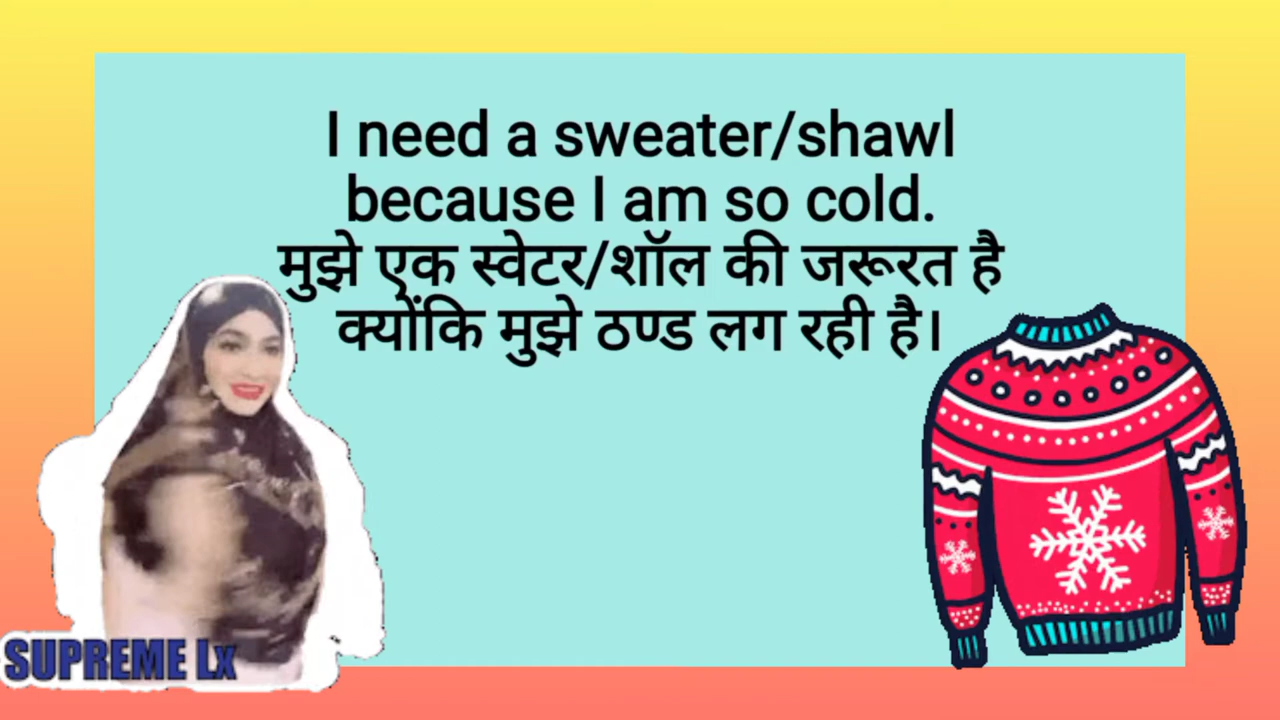 I need a sweater/shawl
because I am so cold.
मुझे एक स्वेटर/शॉल की जरूरत है
क्योंकि मुझे ठण्ड लग रही है।
SUPREME Lx